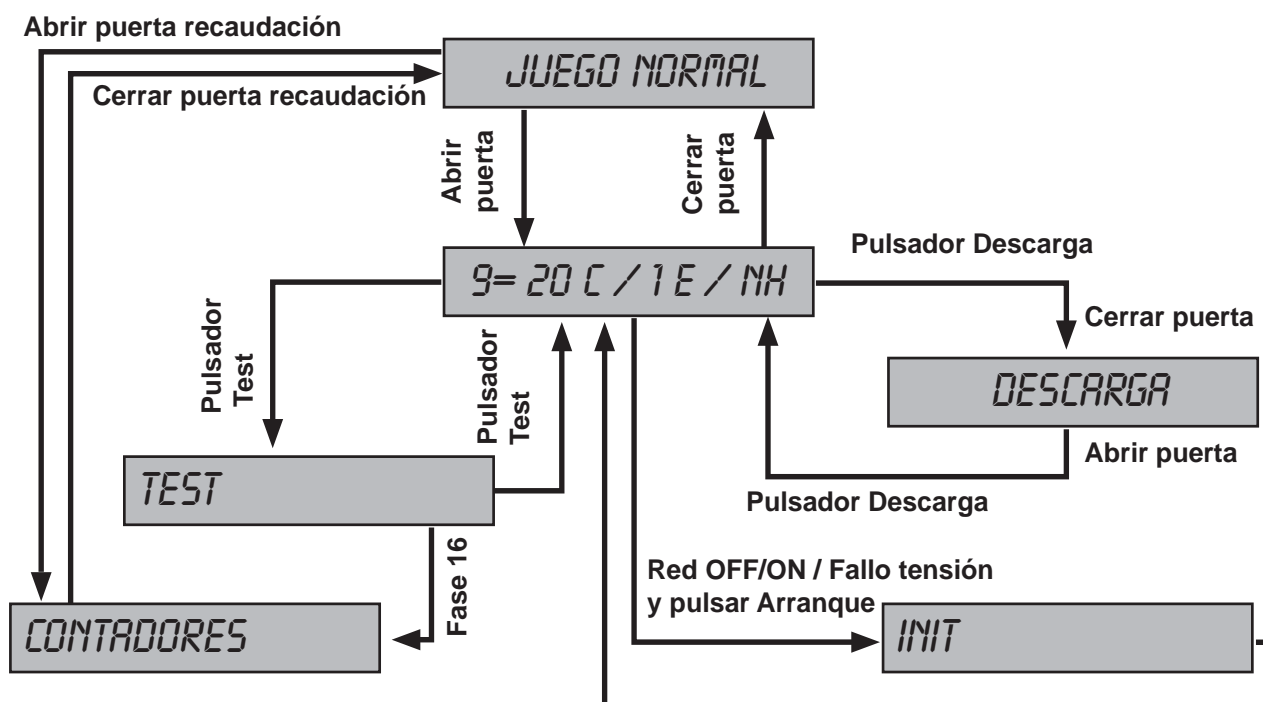 Abrir puerta recaudación
JUEGO NORMAL
Cerrar puerta recaudación
Abrir
puerta
Cerrar
puerta
9= 20 C / 1 E / NH
Pulsador Descarga
Cerrar puerta
Pulsador
Test
Pulsador
Test
DESCARGA
Abrir puerta
TEST
Pulsador Descarga
Fase 16
Red OFF/ON / Fallo tensión
y pulsar Arranque
CONTADORES
INIT